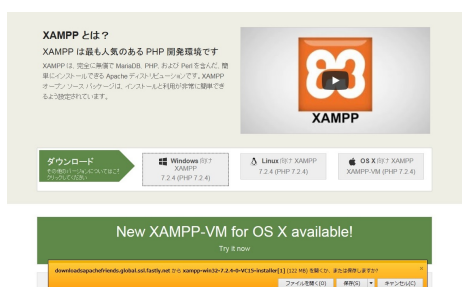 XAMPP とは？
XAMPP は最も人気のある PHP 開発環境です
XAMPP は、完全に無償で MariaDB、PHP、および Perl を含んだ、簡
単にインストールできる Apache ディストリビューションです。XAMPP
オープン ソース パッケージは、インストールと利用が非常に簡単でき
るよう設定されています。
XAMPP
ダウンロード
その他のバージョンについてはこち
クリックしてください
Windows 向け XAMPP
7.2.4 (PHP 7.2.4)
Linux 向け XAMPP
7.2.4 (PHP 7.2.4)
OS X 向け XAMPP
XAMPP-VM (PHP 7.2.4)
New XAMPP-VM for OS X available!
Try it now
downloadsapachefriends.global.ssl.fastly.net から xampp-win32-7.2.4-0-VC15-installer[1] (122 MB) を開くか、または保存しますか?
ファイルを開く(O)
保存(S)
キャンセル(C)